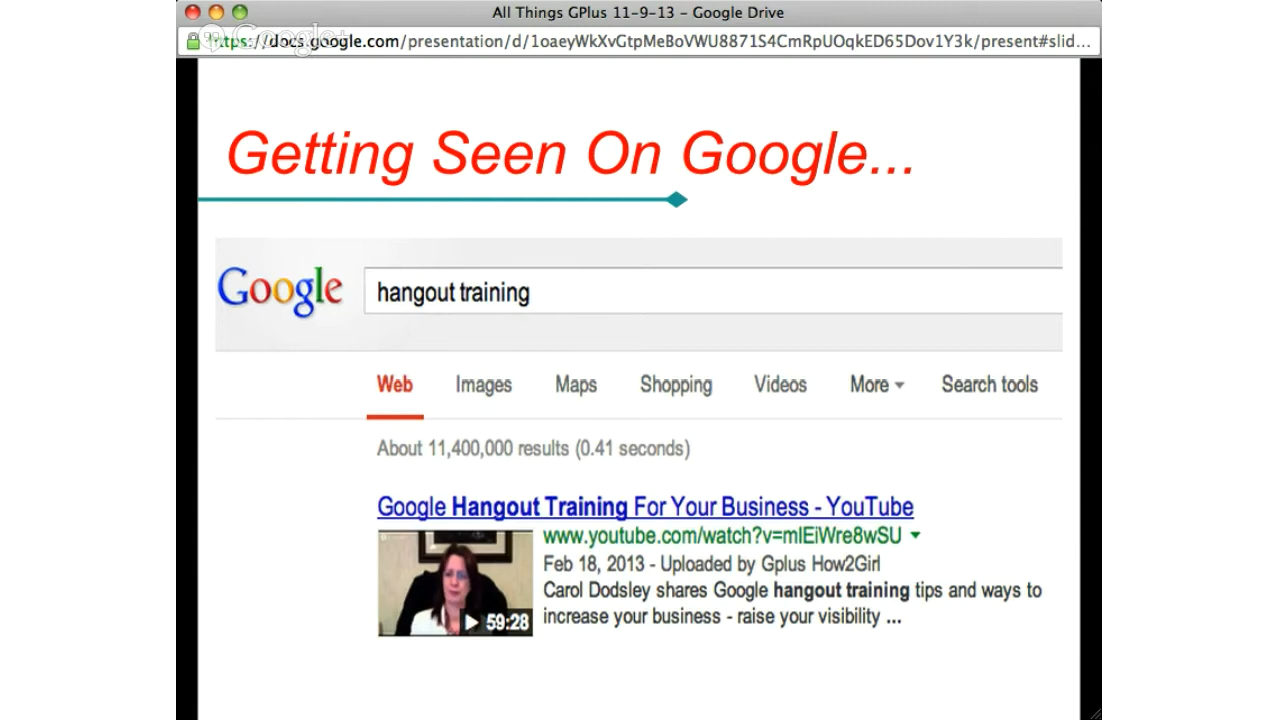 All Things GPlus 11-9-13 – Google Drive
Google+
https://docs.google.com/presentation/d/1oaeyWkXvGtpMeBoVWU8871S4CmRpUOqkED65Dov1Y3k/present#slid...
Getting Seen On Google...
Google hangout training
Web Images Maps Shopping Videos More Search tools
About 11,400,000 results (0.41 seconds)
Google Hangout Training For Your Business - YouTube
www.youtube.com/watch?v=mIEiWre8wSU
Feb 18, 2013 - Uploaded by Gplus How2Girl
Carol Dodsley shares Google hangout training tips and ways to
increase your business - raise your visibility ...
59:28